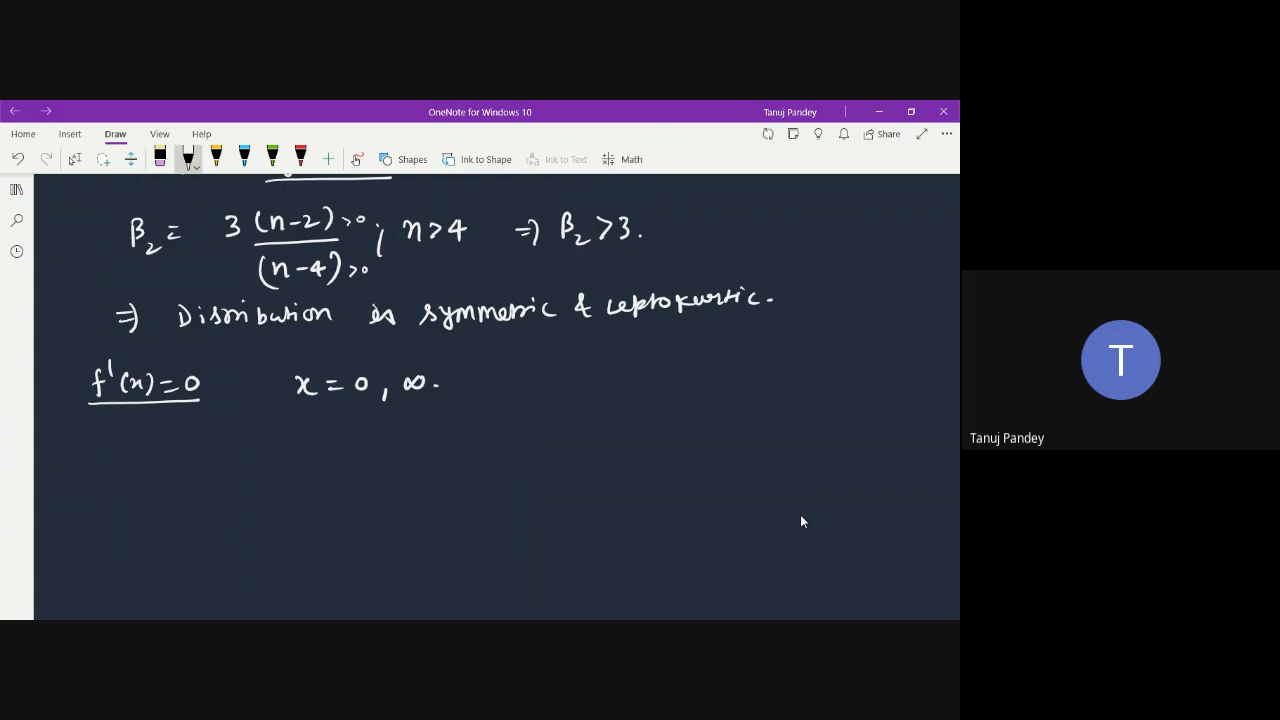 OneNote for Windows 10
Tanuj Pandey
Home Insert Draw View Help
Share
Shapes Ink to Shape Ink to Text Math
β₂ = 3 (n-2)>0 / (n-4)>0 ; n>4 ⇒ β₂ >3.
⇒ Disribution is symmetric & leptokurtic.
f'(x)=0 x = 0, ∞.
T
Tanuj Pandey